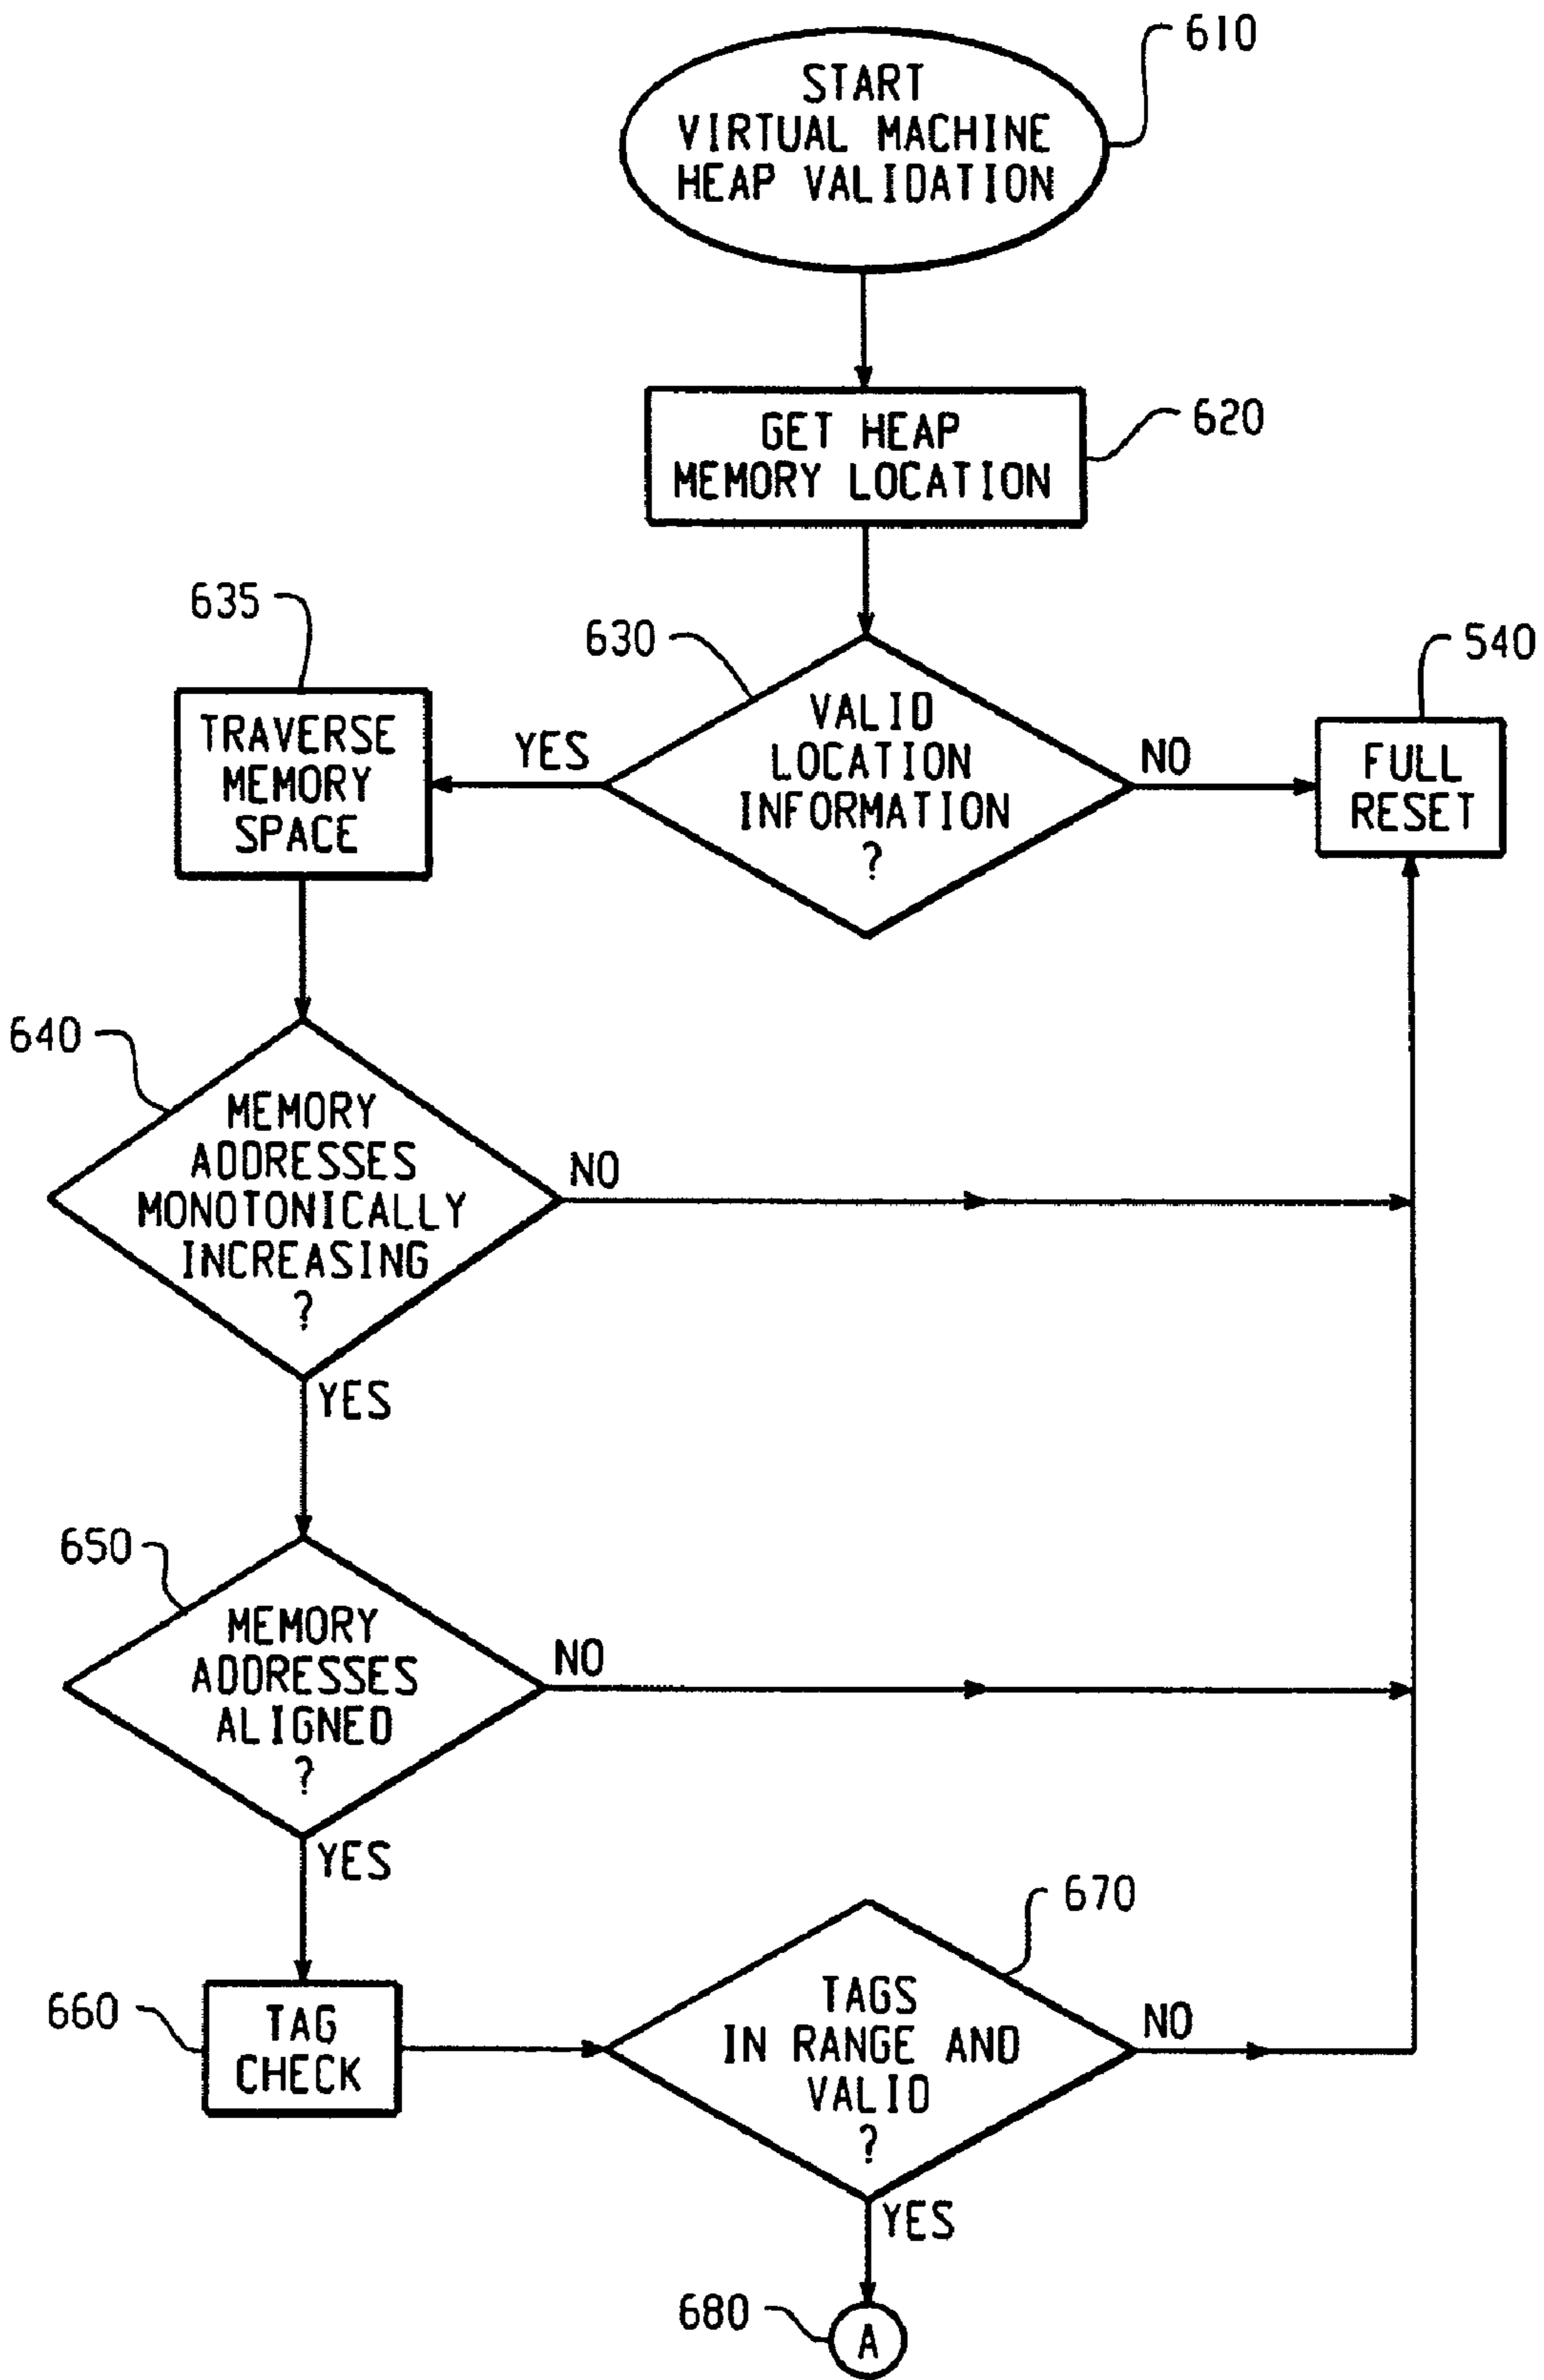 610
START
VIRTUAL MACHINE
HEAP VALIDATION
GET HEAP
MEMORY LOCATION
620
635
630
540
TRAVERSE
MEMORY
SPACE
YES
VALID
LOCATION
INFORMATION
?
NO
FULL
RESET
640
MEMORY
ADDRESSES
MONOTONICALLY
INCREASING
?
NO
YES
650
MEMORY
ADDRESSES
ALIGNED
?
NO
YES
660
TAG
CHECK
670
TAGS
IN RANGE AND
VALID
?
NO
YES
680
A